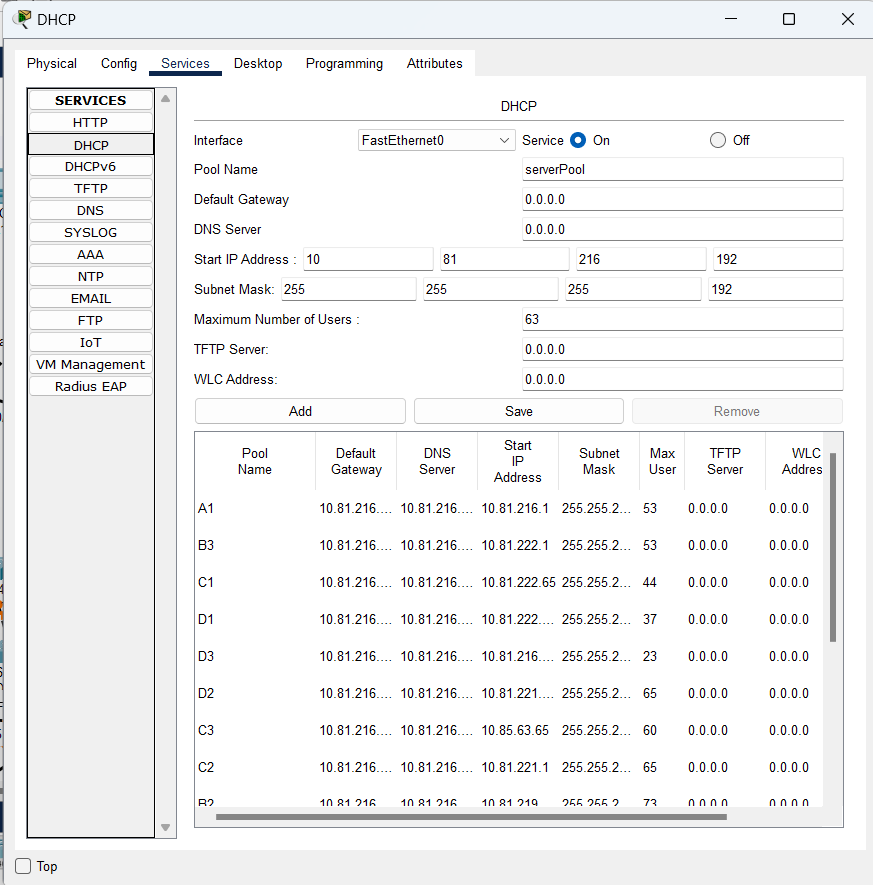 DHCP
Physical Config Services Desktop Programming Attributes
SERVICES
HTTP
DHCP
DHCPv6
TFTP
DNS
SYSLOG
AAA
NTP
EMAIL
FTP
IoT
VM Management
Radius EAP
DHCP
Interface FastEthernet0 Service On Off
Pool Name serverPool
Default Gateway 0.0.0.0
DNS Server 0.0.0.0
Start IP Address : 10 81 216 192
Subnet Mask: 255 255 255 192
Maximum Number of Users : 63
TFTP Server: 0.0.0.0
WLC Address: 0.0.0.0
Add Save Remove
Pool Name Default Gateway DNS Server Start IP Address Subnet Mask Max User TFTP Server WLC Addres
A1 10.81.216.... 10.81.216.... 10.81.216.1 255.255.2... 53 0.0.0.0 0.0.0.0
B3 10.81.216.... 10.81.216.... 10.81.222.1 255.255.2... 53 0.0.0.0 0.0.0.0
C1 10.81.216.... 10.81.216.... 10.81.222.65 255.255.2... 44 0.0.0.0 0.0.0.0
D1 10.81.216.... 10.81.216.... 10.81.222.... 255.255.2... 37 0.0.0.0 0.0.0.0
D3 10.81.216.... 10.81.216.... 10.81.216.... 255.255.2... 23 0.0.0.0 0.0.0.0
D2 10.81.216.... 10.81.216.... 10.81.221.... 255.255.2... 65 0.0.0.0 0.0.0.0
C3 10.81.216.... 10.81.216.... 10.85.63.65 255.255.2... 60 0.0.0.0 0.0.0.0
C2 10.81.216.... 10.81.216.... 10.81.221.1 255.255.2... 65 0.0.0.0 0.0.0.0
B2 10.81.216 10.81.216 10.81.219 255.255.2 73 0.0.0.0 0.0.0.0
Top